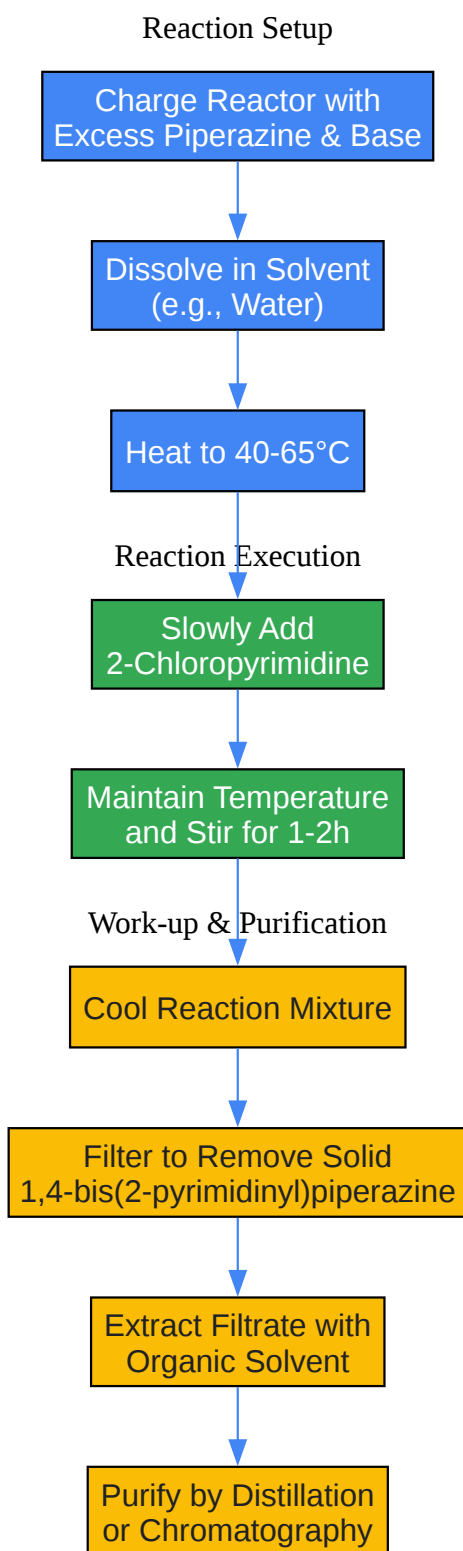 Reaction Setup
Charge Reactor with
Excess Piperazine & Base
Dissolve in Solvent
(e.g., Water)
Heat to 40-65°C
Reaction Execution
Slowly Add
2-Chloropyrimidine
Maintain Temperature
and Stir for 1-2h
Work-up & Purification
Cool Reaction Mixture
Filter to Remove Solid
1,4-bis(2-pyrimidinyl)piperazine
Extract Filtrate with
Organic Solvent
Purify by Distillation
or Chromatography